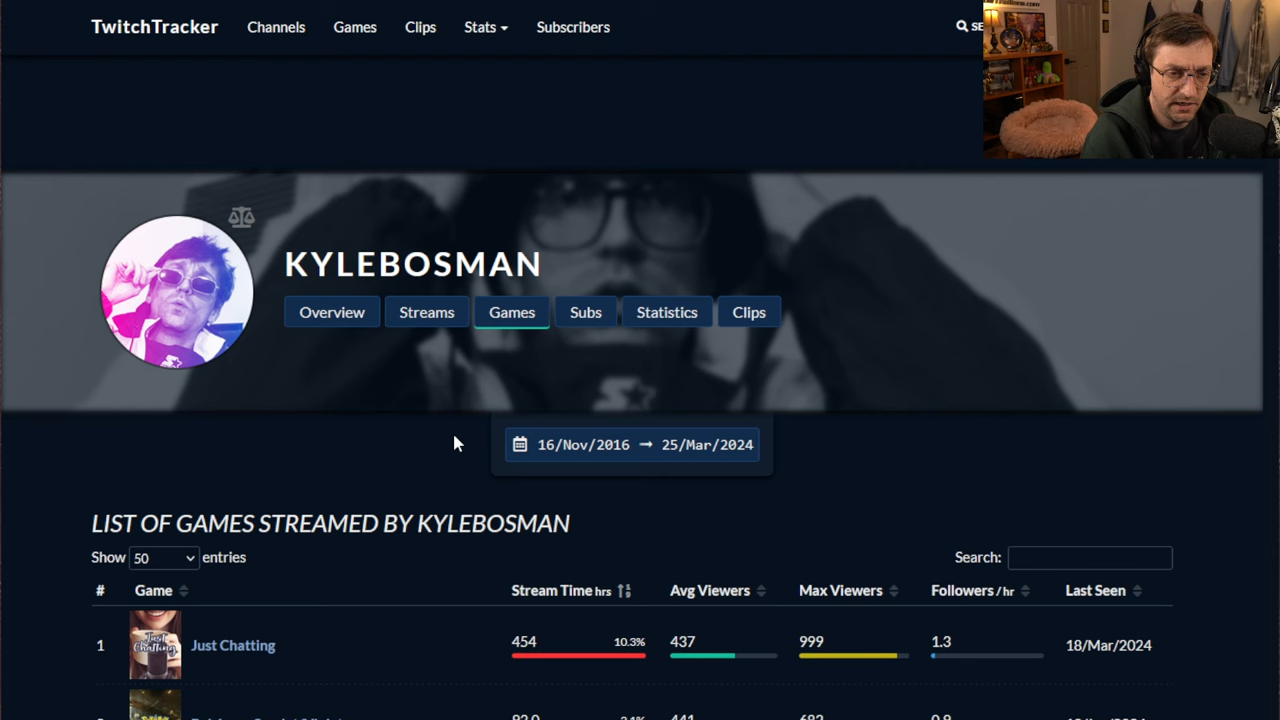 TwitchTracker Channels Games Clips Stats Subscribers
KYLEBOSMAN
Overview Streams Games Subs Statistics Clips
16/Nov/2016 → 25/Mar/2024
LIST OF GAMES STREAMED BY KYLEBOSMAN
Show 50 entries Search:
# Game Stream Time hrs Avg Viewers Max Viewers Followers /hr Last Seen
1 Just Chatting 454 10.3% 437 999 1.3 18/Mar/2024